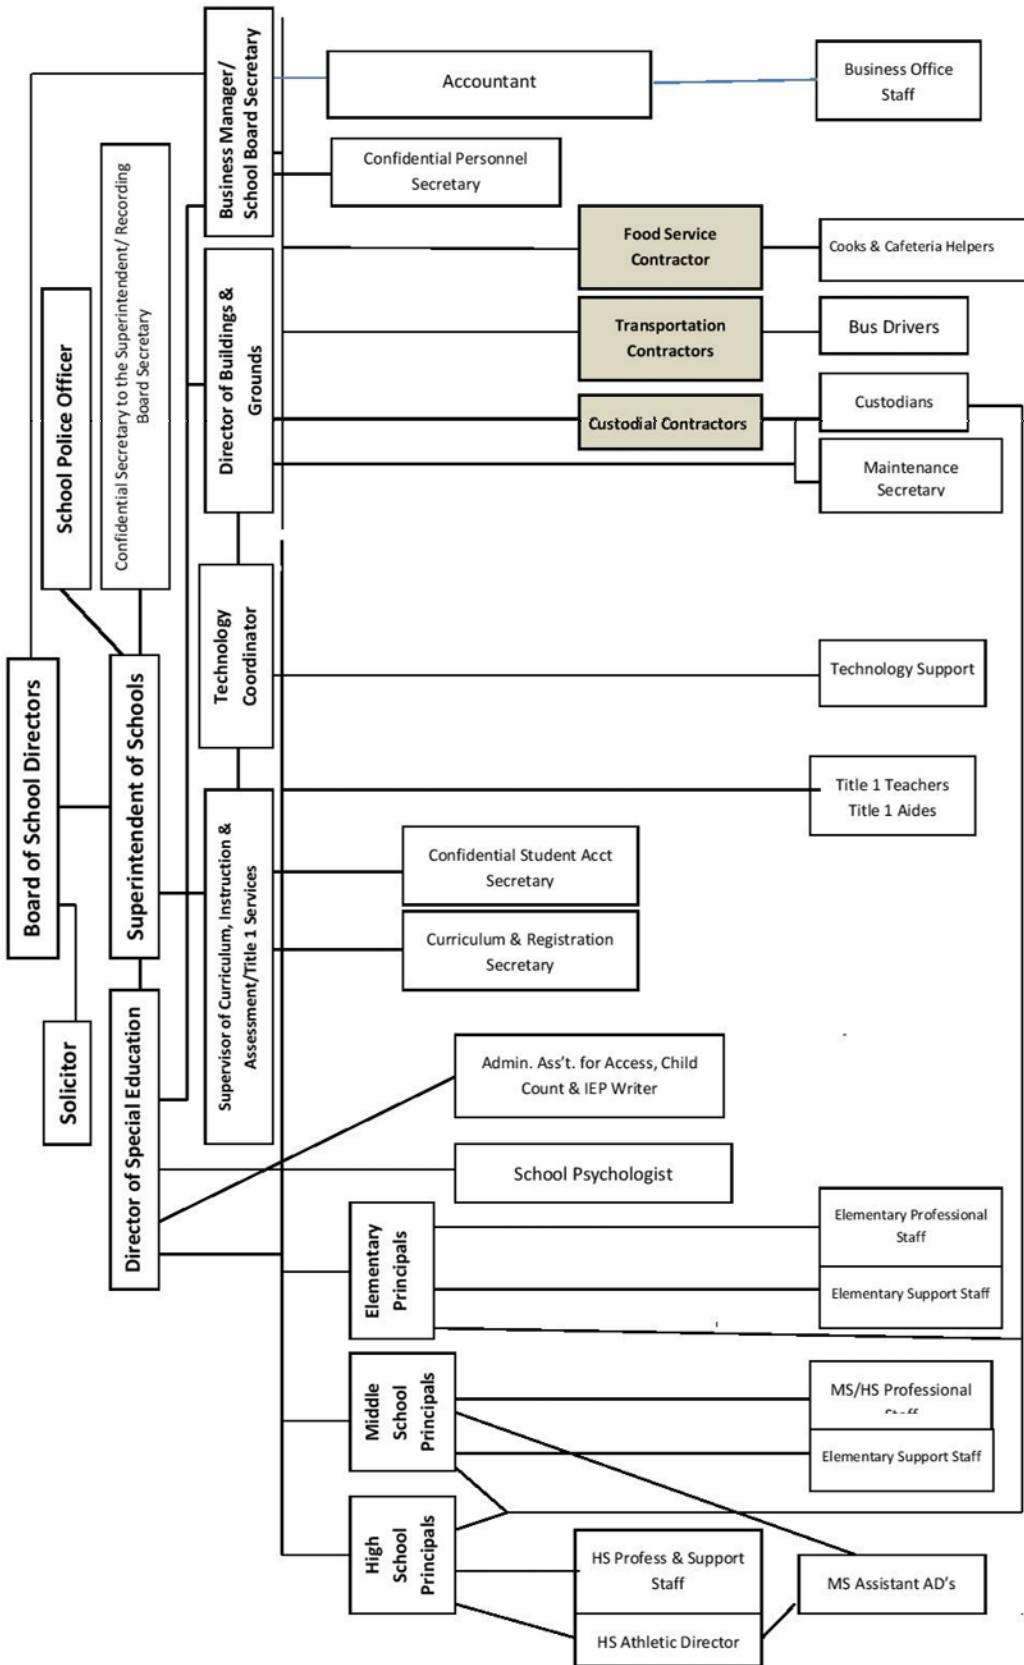 Board of School Directors
Solicitor
School Police Officer
Confidential Secretary to the Superintendent/ Recording
Board Secretary
Superintendent of Schools
Director of Special Education
Business Manager/
School Board Secretary
Director of Buildings &
Grounds
Technology
Coordinator
Supervisor of Curriculum, Instruction &
Assessment/Title 1 Services
Accountant
Business Office
Staff
Confidential Personnel
Secretary
Food Service
Contractor
Cooks & Cafeteria Helpers
Transportation
Contractors
Bus Drivers
Custodial Contractors
Custodians
Maintenance
Secretary
Technology Support
Title 1 Teachers
Title 1 Aides
Confidential Student Acct
Secretary
Curriculum & Registration
Secretary
Admin. Ass't. for Access, Child
Count & IEP Writer
School Psychologist
Elementary
Principals
Elementary Professional
Staff
Elementary Support Staff
Middle
School
Principals
MS/HS Professional
Staff
Elementary Support Staff
High
School
Principals
HS Profess & Support
Staff
HS Athletic Director
MS Assistant AD's